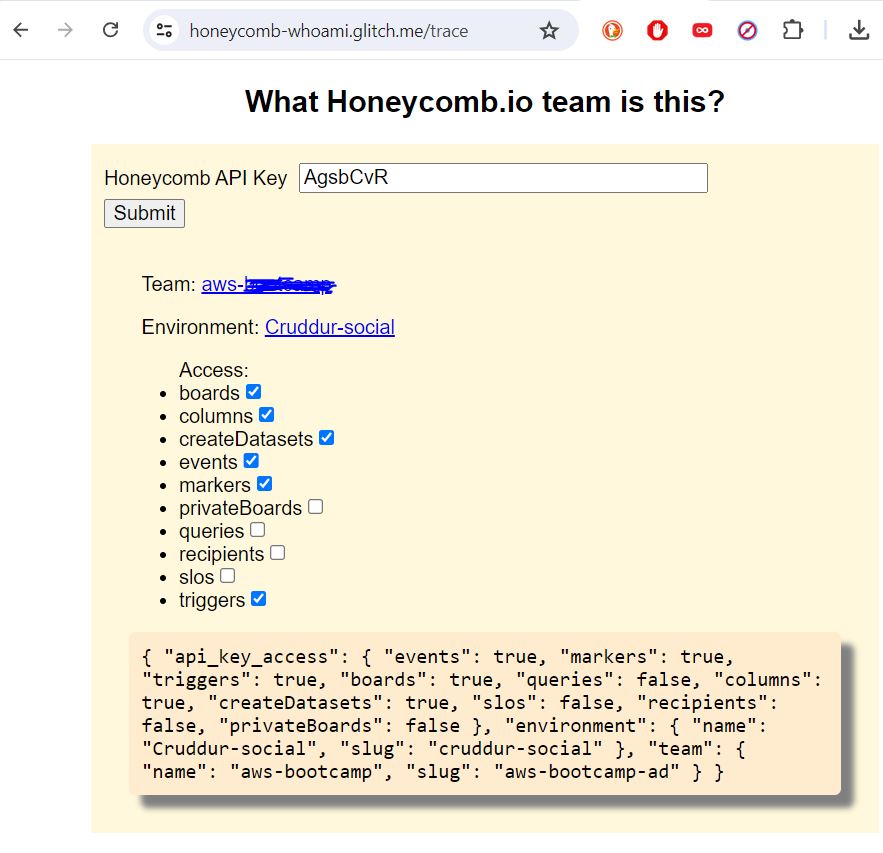 honeycomb-whoami.glitch.me/trace
What Honeycomb.io team is this?
Honeycomb API Key AgsbCvR
Submit
Team: aws-
Environment: Cruddur-social
Access:
boards
columns
createDatasets
events
markers
privateBoards
queries
recipients
slos
triggers
{ "api_key_access": { "events": true, "markers": true,
"triggers": true, "boards": true, "queries": false, "columns":
true, "createDatasets": true, "slos": false, "recipients":
false, "privateBoards": false }, "environment": { "name":
"Cruddur-social", "slug": "cruddur-social" }, "team": {
"name": "aws-bootcamp", "slug": "aws-bootcamp-ad" } }